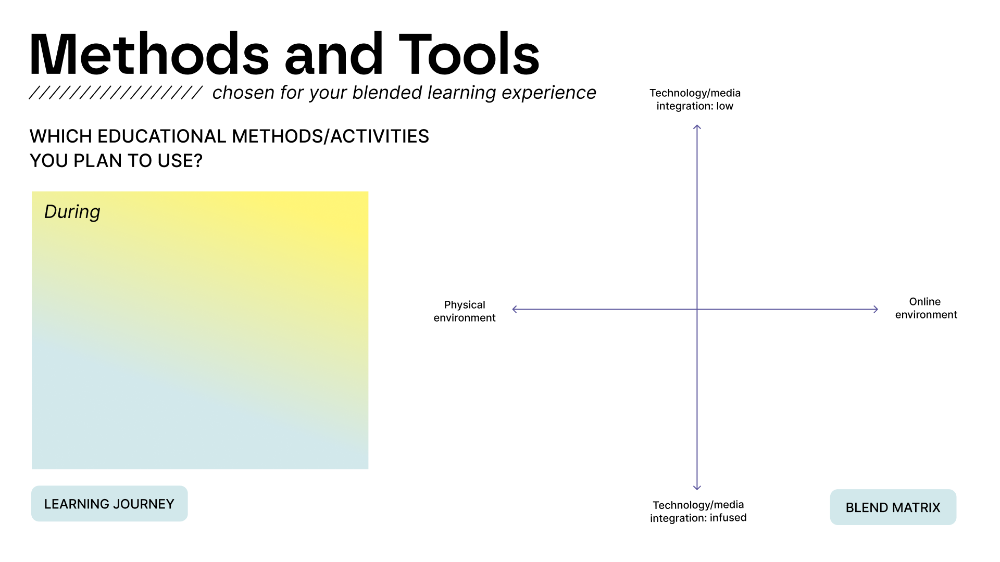 Methods and Tools
//////////////// chosen for your blended learning experience
WHICH EDUCATIONAL METHODS/ACTIVITIES
YOU PLAN TO USE?
During
LEARNING JOURNEY
Technology/media
integration: low
Physical
environment
Online
environment
Technology/media
integration: infused
BLEND MATRIX